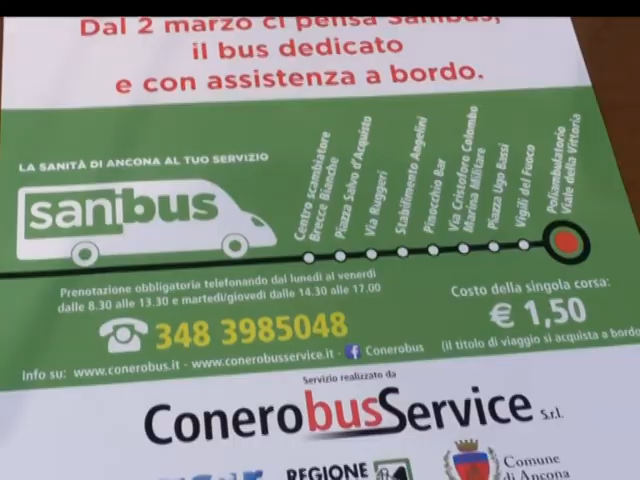 Dal 2 marzo ci pensa Sanibus,
il bus dedicato
e con assistenza a bordo.
LA SANITÀ DI ANCONA AL TUO SERVIZIO
sanibus
Centro scambiatore
Brecce Bianche
Piazza Salvo d'Acquisto
Via Ruggeri
Stabilimento Angelini
Pinocchio Bar
Via Cristoforo Colombo
Marina Militare
Piazza Ugo Bassi
Vigili del Fuoco
Poliambulatorio
Viale della Vittoria
Prenotazione obbligatoria telefonando dal lunedì al venerdì
dalle 8.30 alle 13.30 e martedì/giovedì dalle 14.30 alle 17.00
348 3985048
Info su: www.conerobus.it - www.conerobusservice.it - f Conerobus
Costo della singola corsa:
€ 1,50
(il titolo di viaggio si acquista a bordo
Servizio realizzato da
ConerobusService S.r.l.
REGIONE
Comune
di Ancona